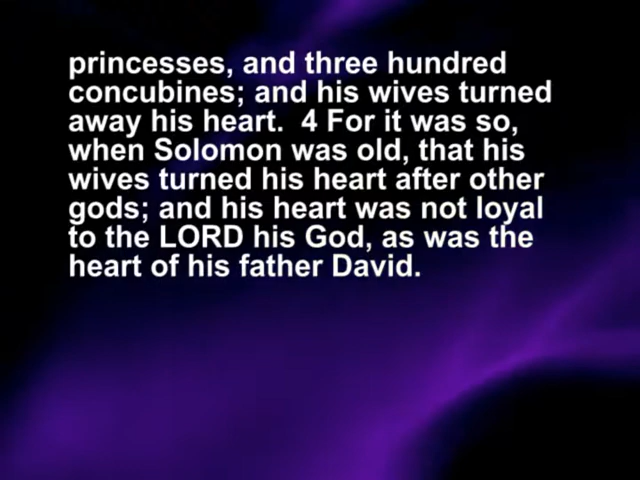 princesses, and three hundred
concubines; and his wives turned
away his heart.  4 For it was so,
when Solomon was old, that his
wives turned his heart after other
gods; and his heart was not loyal
to the LORD his God, as was the
heart of his father David.